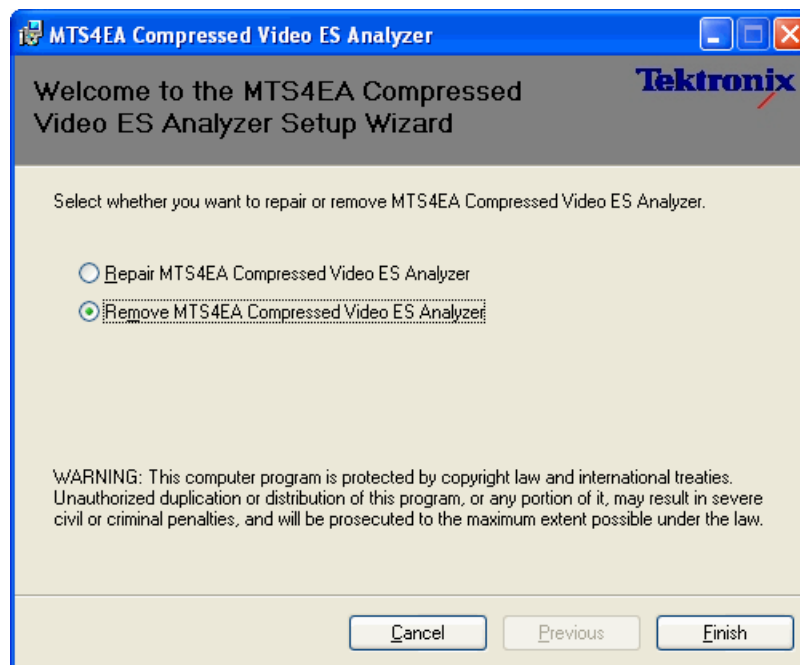 MTS4EA Compressed Video ES Analyzer
Welcome to the MTS4EA Compressed
Video ES Analyzer Setup Wizard
Tektronix
Select whether you want to repair or remove MTS4EA Compressed Video ES Analyzer.
Repair MTS4EA Compressed Video ES Analyzer
Remove MTS4EA Compressed Video ES Analyzer
WARNING: This computer program is protected by copyright law and international treaties.
Unauthorized duplication or distribution of this program, or any portion of it, may result in severe
civil or criminal penalties, and will be prosecuted to the maximum extent possible under the law.
Cancel
Previous
Finish